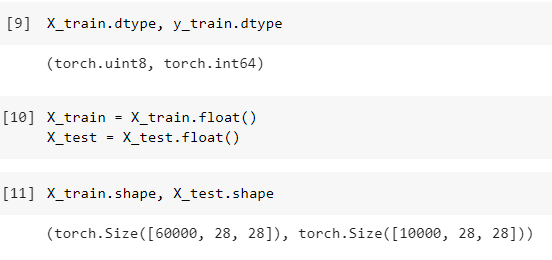 [9] X_train.dtype, y_train.dtype
(torch.uint8, torch.int64)
[10] X_train = X_train.float()
X_test = X_test.float()
[11] X_train.shape, X_test.shape
(torch.Size([60000, 28, 28]), torch.Size([10000, 28, 28]))